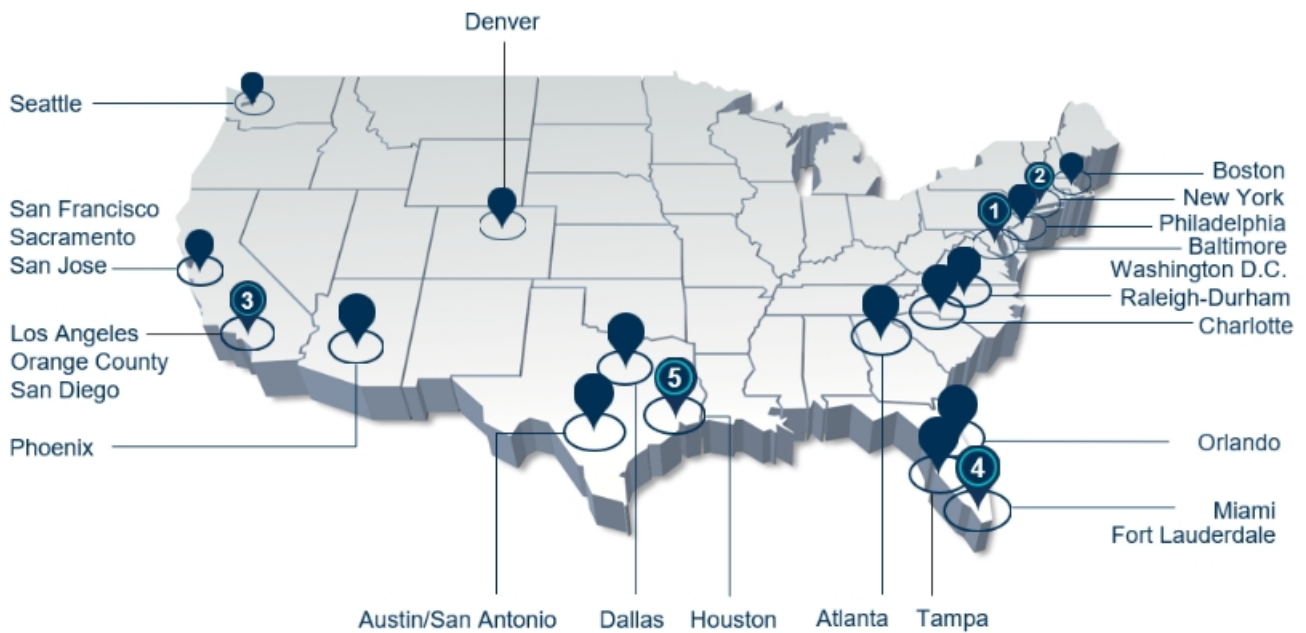 Denver
Seattle
San Francisco
Sacramento
San Jose
Los Angeles
Orange County
San Diego
Phoenix
3
5
4
1
2
Boston
New York
Philadelphia
Baltimore
Washington D.C.
Raleigh-Durham
Charlotte
Orlando
Miami
Fort Lauderdale
Austin/San Antonio
Dallas
Houston
Atlanta
Tampa